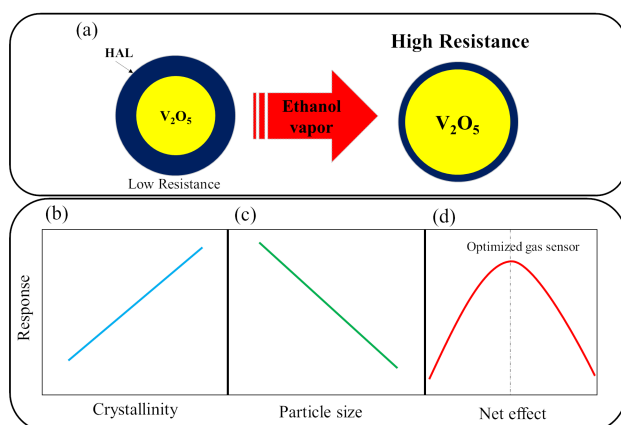 (a)
HAL
V₂O₅
Low Resistance
Ethanol
vapor
High Resistance
V₂O₅
(b)
(c)
(d)
Response
Optimized gas sensor
Crystallinity
Particle size
Net effect